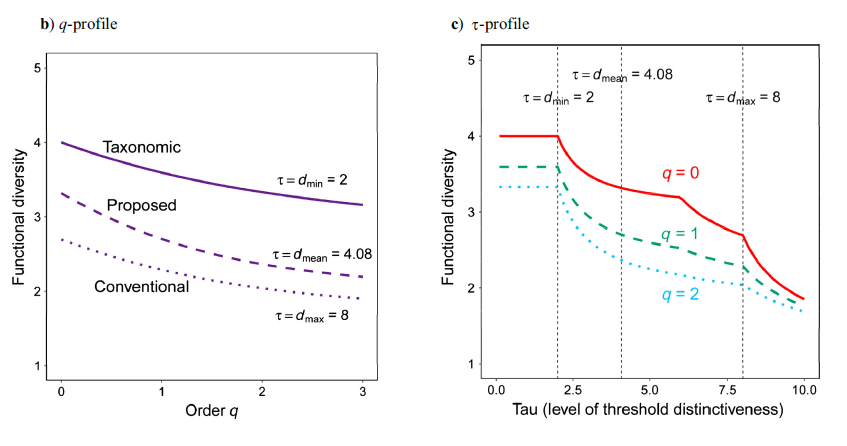 b) q-profile
5
4
3
2
1
Functional diversity
Taxonomic
τ = dmin = 2
Proposed
τ = dmean = 4.08
Conventional
τ = dmax = 8
0 1 2 3
Order q
c) τ-profile
5
4
3
2
1
Functional diversity
τ = dmean = 4.08
τ = dmin = 2
τ = dmax = 8
q = 0
q = 1
q = 2
0.0 2.5 5.0 7.5 10.0
Tau (level of threshold distinctiveness)